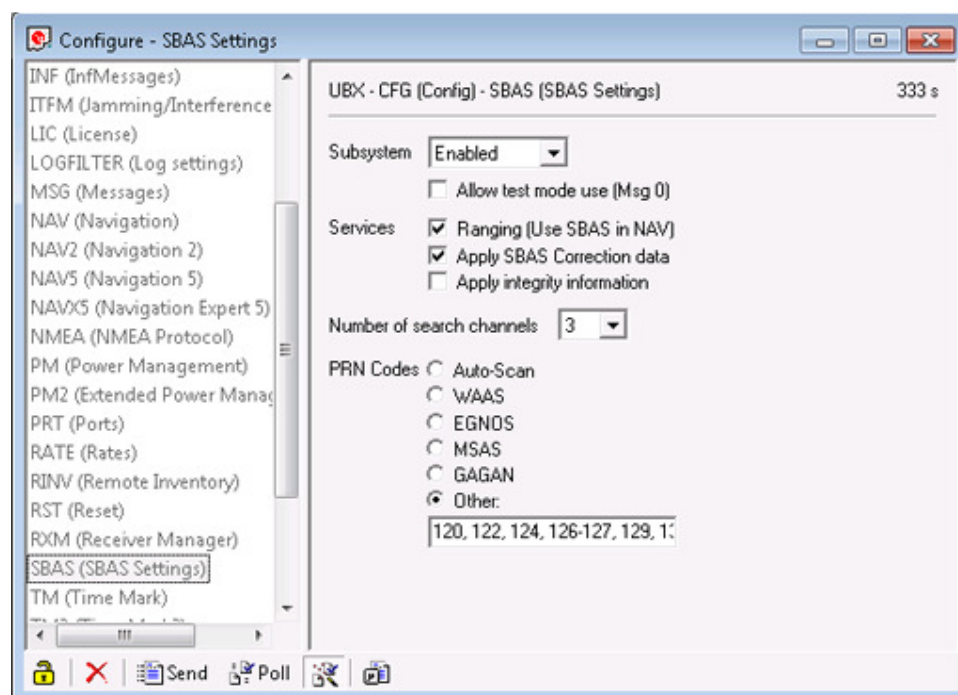 Configure - SBAS Settings
INF (InfMessages)
ITFM (Jamming/Interference
LIC (License)
LOGFILTER (Log settings)
MSG (Messages)
NAV (Navigation)
NAV2 (Navigation 2)
NAV5 (Navigation 5)
NAVX5 (Navigation Expert 5)
NMEA (NMEA Protocol)
PM (Power Management)
PM2 (Extended Power Manag
PRT (Ports)
RATE (Rates)
RINV (Remote Inventory)
RST (Reset)
RXM (Receiver Manager)
SBAS (SBAS Settings)
TM (Time Mark)
UBX - CFG (Config) - SBAS (SBAS Settings) 333 s
Subsystem Enabled
Allow test mode use (Msg 0)
Services Ranging (Use SBAS in NAV)
Apply SBAS Correction data
Apply integrity information
Number of search channels 3
PRN Codes Auto-Scan
WAAS
EGNOS
MSAS
GAGAN
Other:
120, 122, 124, 126-127, 129,
Send Poll